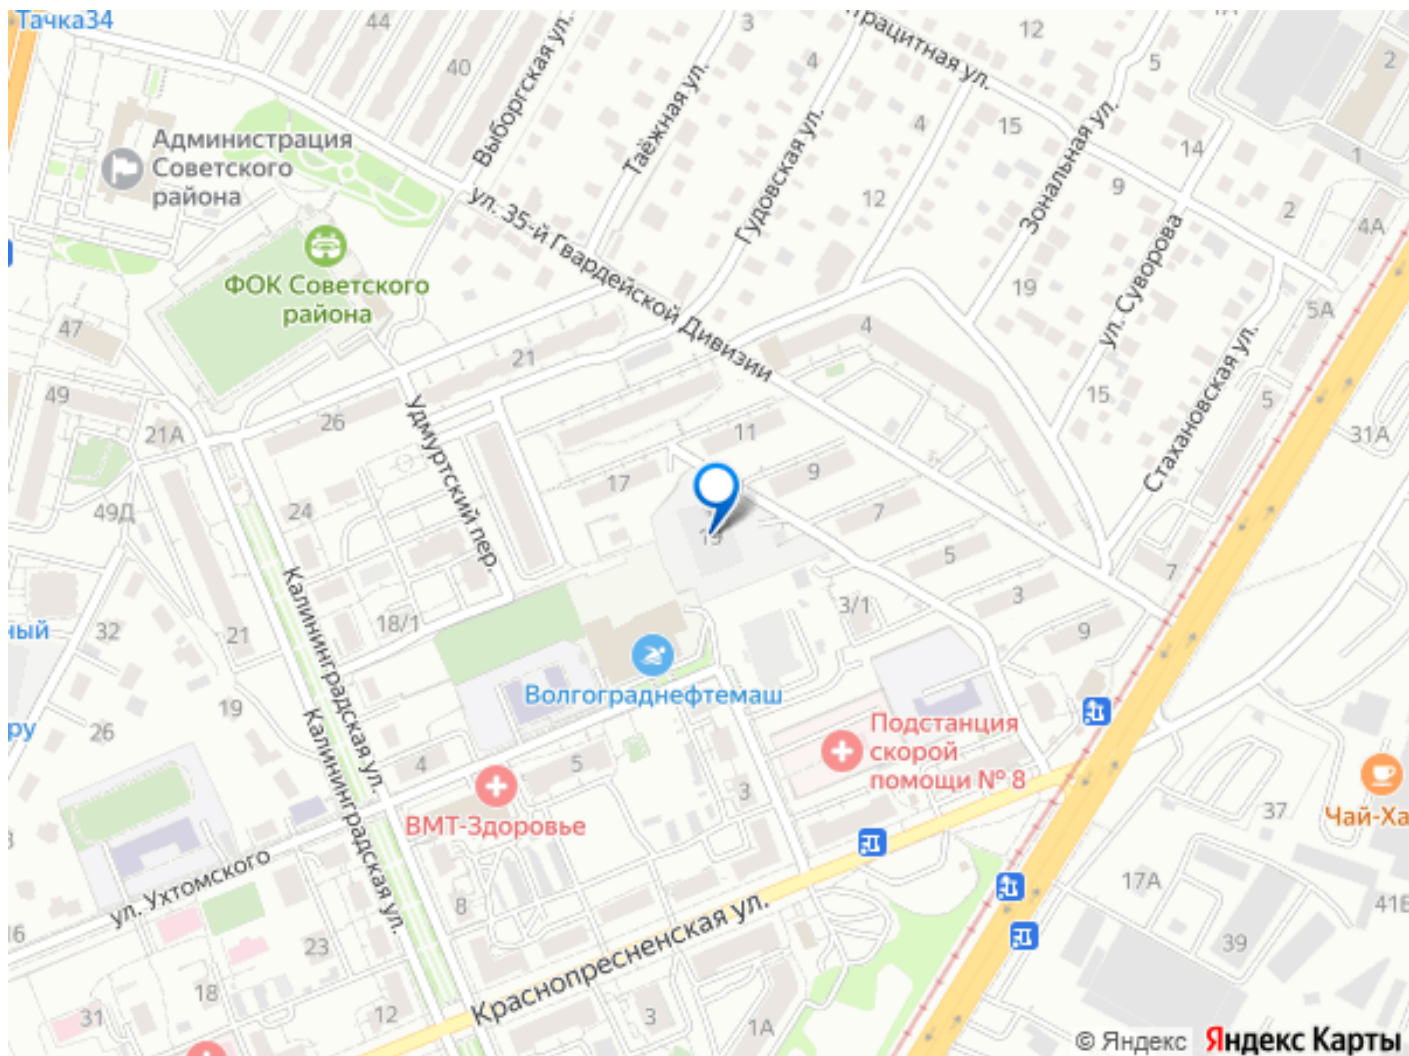 Тачка34
44
40
3
4
Выборгская ул.
Таёжная ул.
Гудовская ул.
12
5
2
15
4
14
1
9
12
2
4А
Зональная ул.
ул. Суворова
Стахановская ул.
Администрация
Советского
района
ФОК Советского
района
ул. 35-й Гвардейской Дивизии
19
5А
47
21
4
49
21А
26
15
5
31А
Удмуртский пер.
11
9
17
7
49Д
24
5
7
3
3/1
9
18/1
32
21
Калининградская ул.
Калининградская ул.
19
26
Волгограднефтемаш
Подстанция
скорой
помощи № 8
4
5
3
ВМТ-Здоровье
37
Чай-Ха
ул. Ухтомского
17А
8
23
39
Краснопресненская ул.
18
31
12
3
1А
© Яндекс
Яндекс Карты